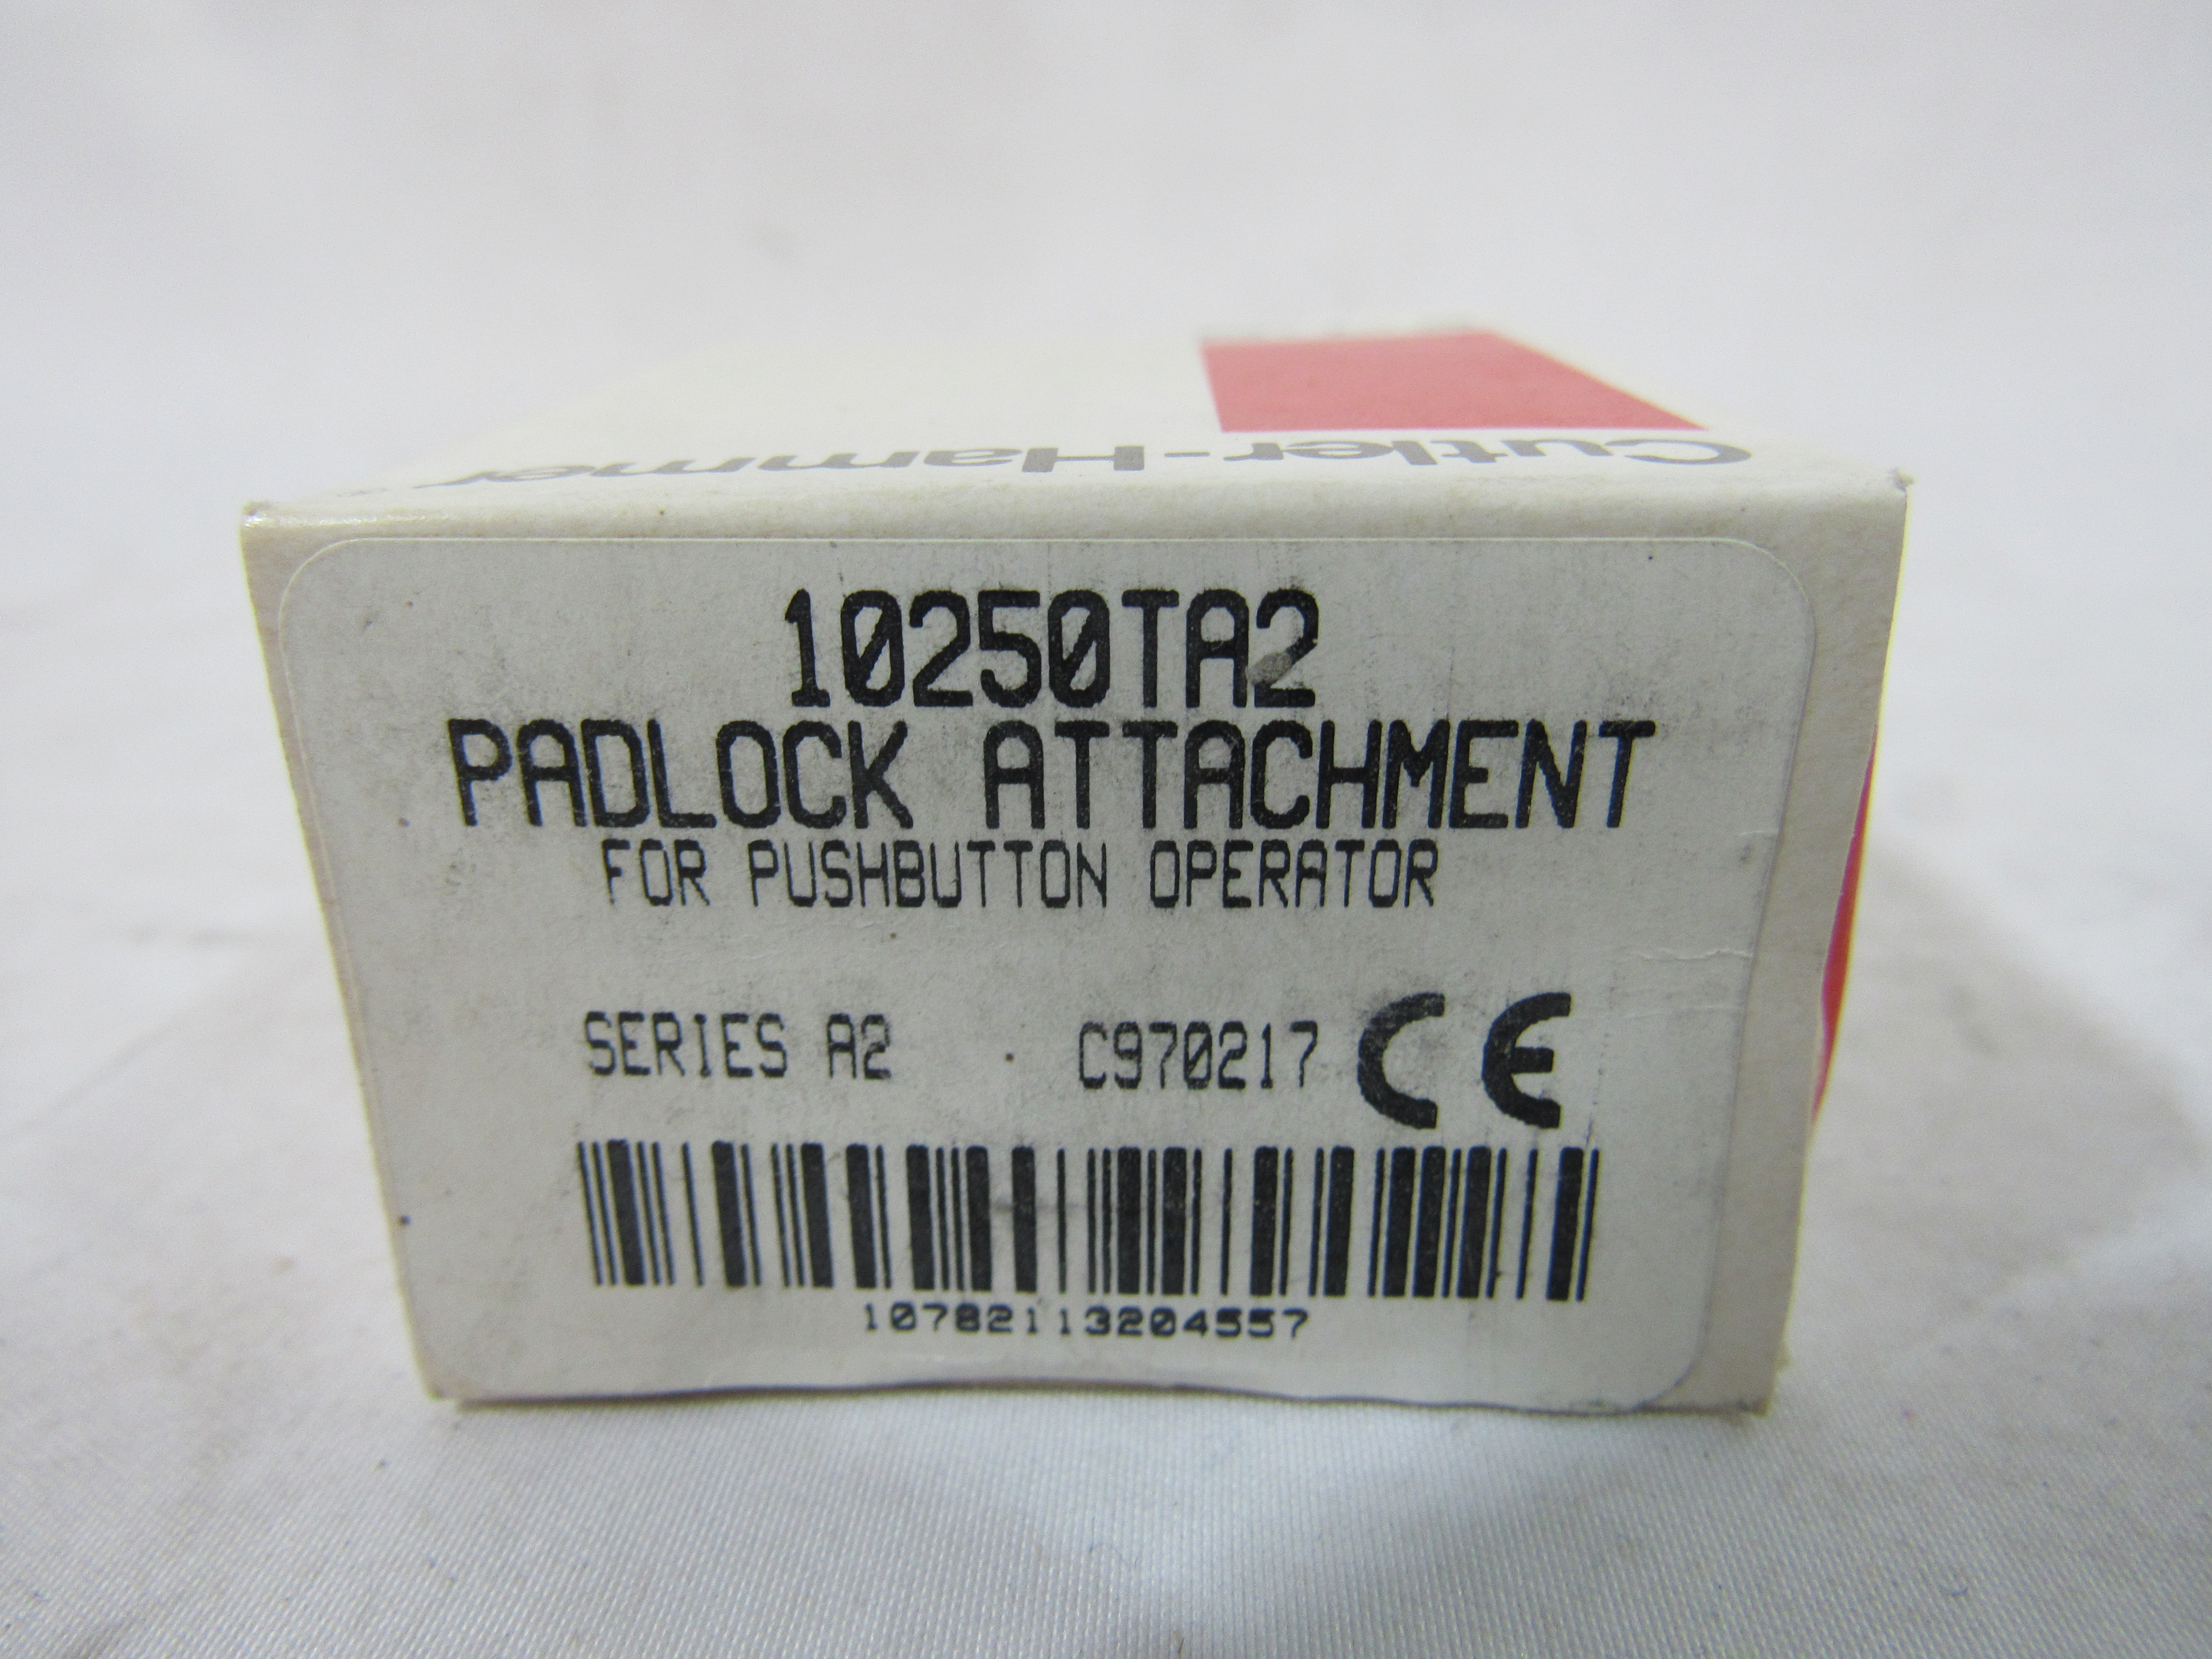 Cutler-Hammer
10250TA2
PADLOCK ATTACHMENT
FOR PUSHBUTTON OPERATOR
SERIES A2 C970217 CE
10782113204557